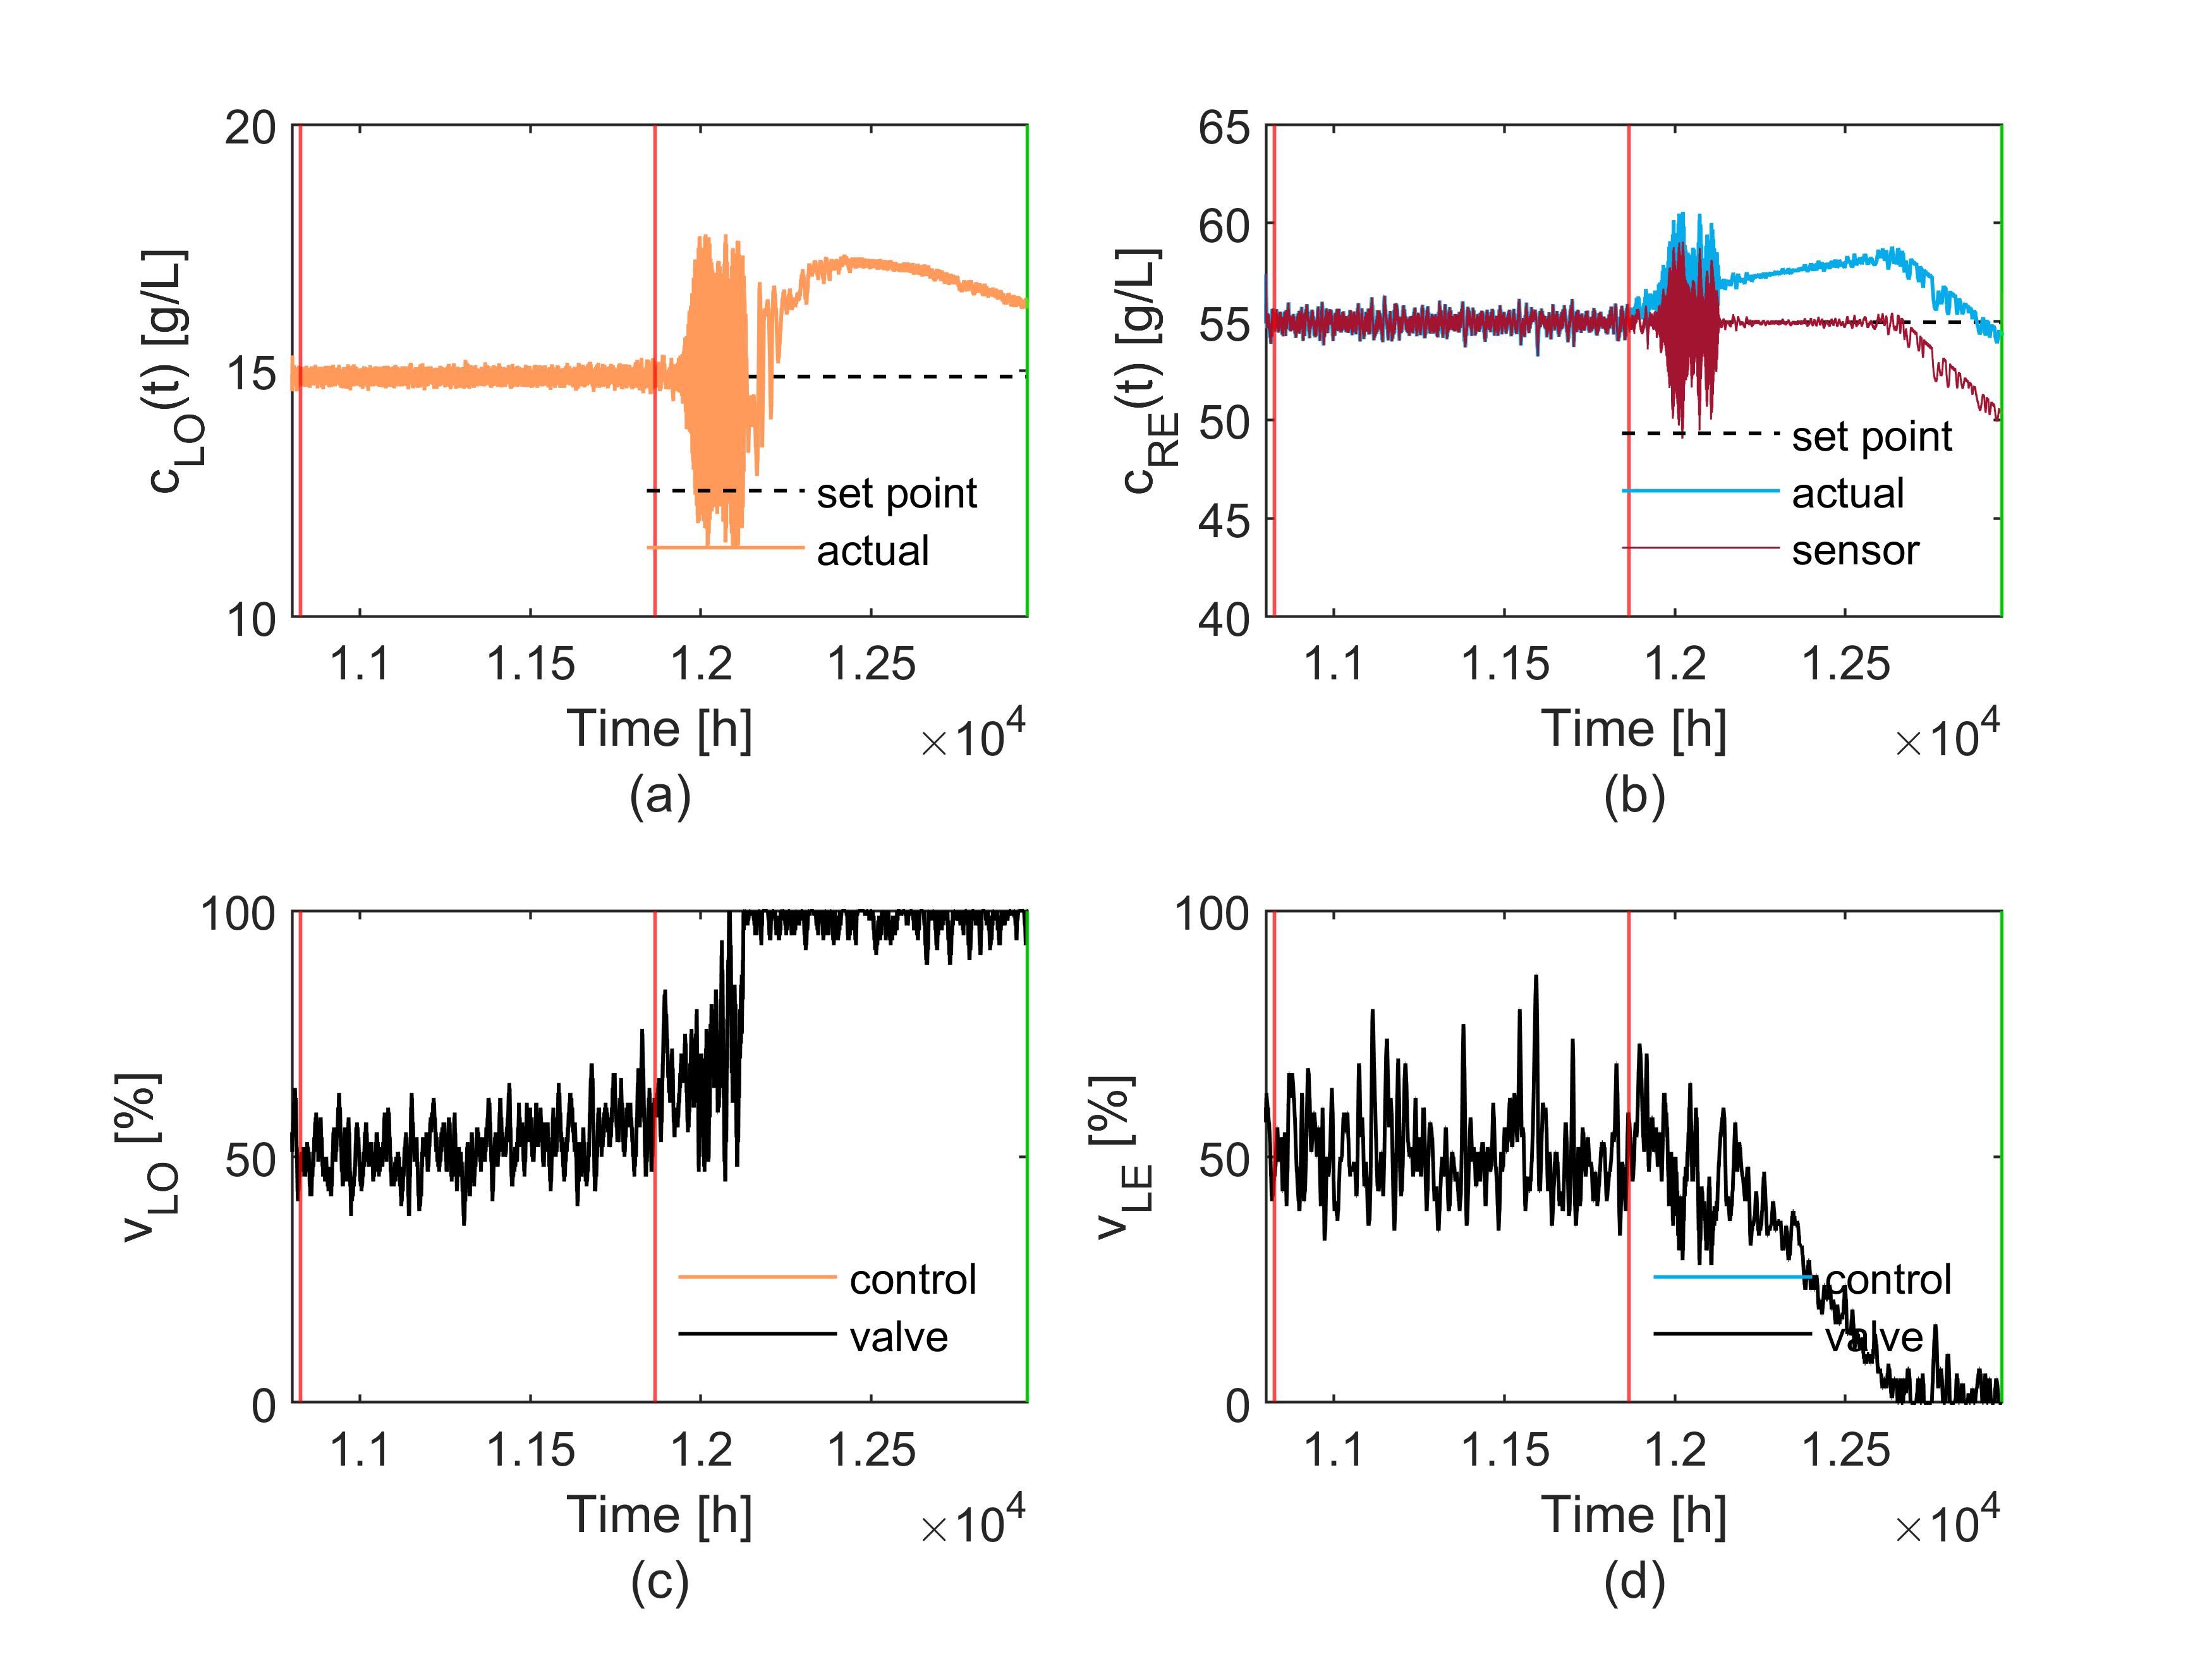 20
15
10
c_LO(t) [g/L]
set point
actual
1.1 1.15 1.2 1.25
Time [h]
×10^4
(a)
65
60
55
50
45
40
c_RE(t) [g/L]
set point
actual
sensor
1.1 1.15 1.2 1.25
Time [h]
×10^4
(b)
100
50
0
v_LO [%]
control
valve
1.1 1.15 1.2 1.25
Time [h]
×10^4
(c)
100
50
0
v_LE [%]
control
valve
1.1 1.15 1.2 1.25
Time [h]
×10^4
(d)